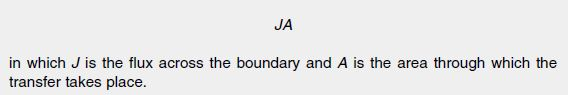 JA
in which J is the flux across the boundary and A is the area through which the
transfer takes place.